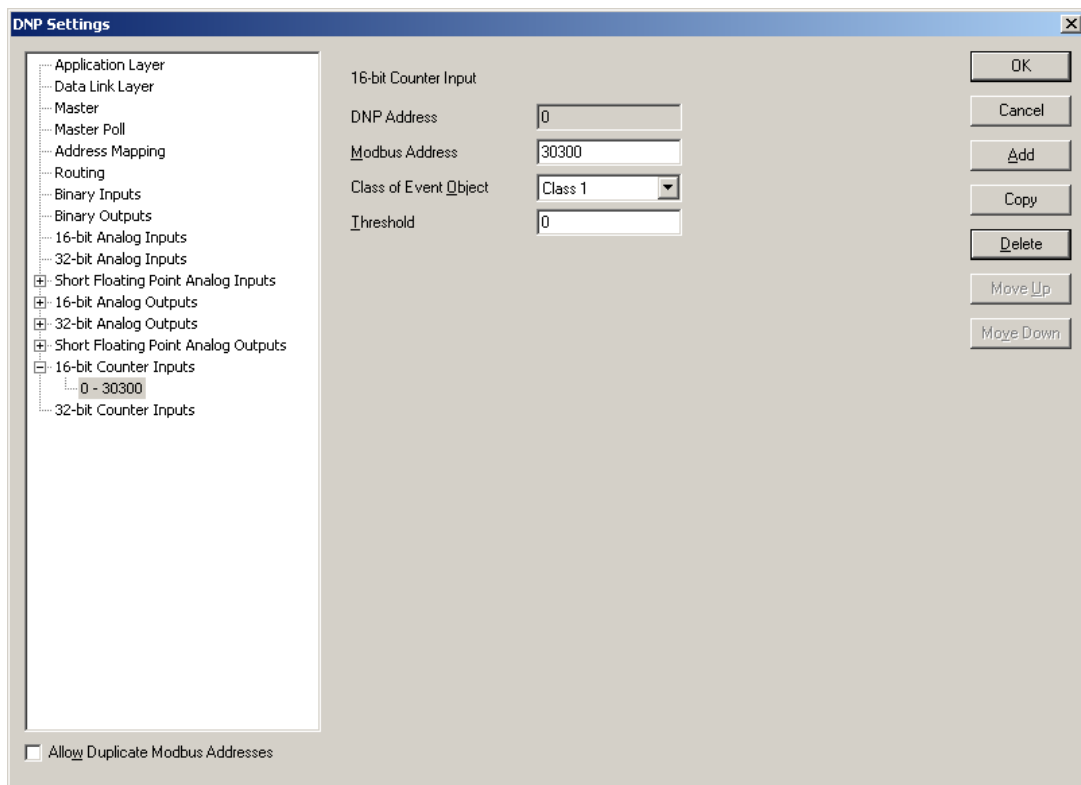 DNP Settings
Application Layer
Data Link Layer
Master
Master Poll
Address Mapping
Routing
Binary Inputs
Binary Outputs
16-bit Analog Inputs
32-bit Analog Inputs
Short Floating Point Analog Inputs
16-bit Analog Outputs
32-bit Analog Outputs
Short Floating Point Analog Outputs
16-bit Counter Inputs
0 - 30300
32-bit Counter Inputs
Allow Duplicate Modbus Addresses
16-bit Counter Input
DNP Address 0
Modbus Address 30300
Class of Event Object Class 1
Threshold 0
OK
Cancel
Add
Copy
Delete
Move Up
Move Down